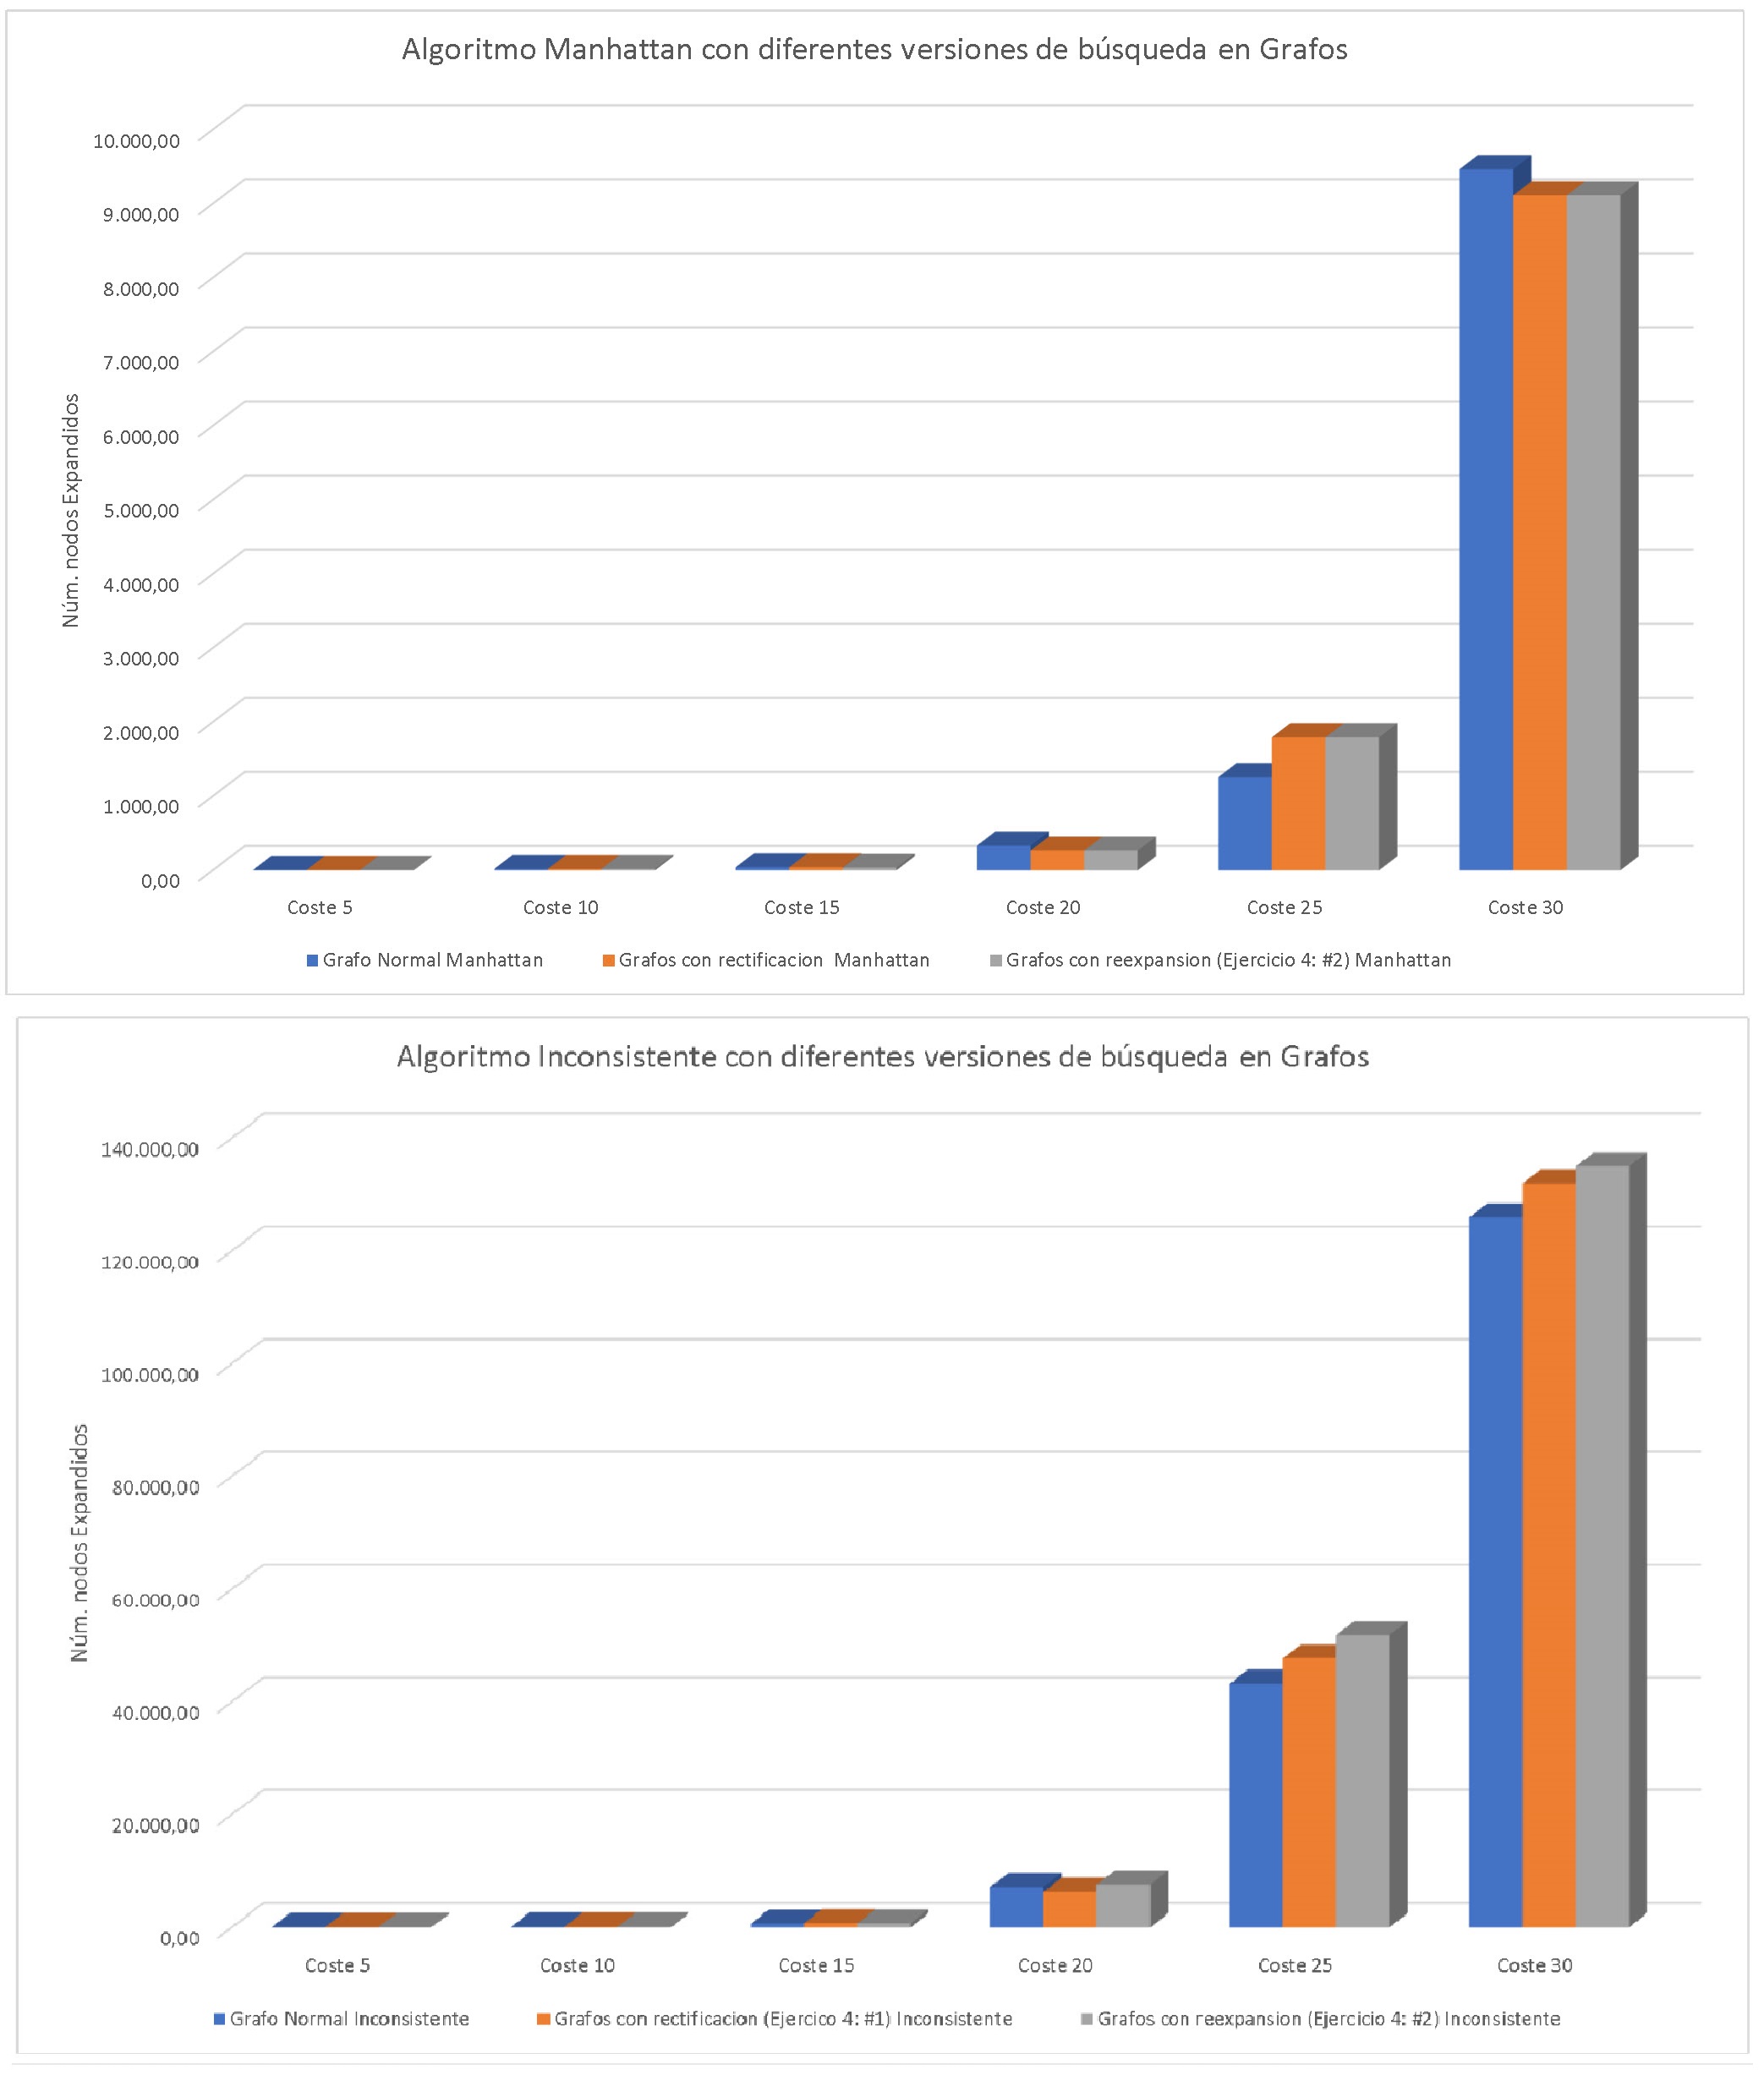 Algoritmo Manhattan con diferentes versiones de búsqueda en Grafos
Núm. nodos Expandidos
10.000,00
9.000,00
8.000,00
7.000,00
6.000,00
5.000,00
4.000,00
3.000,00
2.000,00
1.000,00
0,00
Coste 5 Coste 10 Coste 15 Coste 20 Coste 25 Coste 30
Grafo Normal Manhattan Grafos con rectificacion Manhattan Grafos con reexpansion (Ejercicio 4: #2) Manhattan
Algoritmo Inconsistente con diferentes versiones de búsqueda en Grafos
Núm. nodos Expandidos
140.000,00
120.000,00
100.000,00
80.000,00
60.000,00
40.000,00
20.000,00
0,00
Coste 5 Coste 10 Coste 15 Coste 20 Coste 25 Coste 30
Grafo Normal Inconsistente Grafos con rectificacion (Ejercico 4: #1) Inconsistente Grafos con reexpansion (Ejercicio 4: #2) Inconsistente